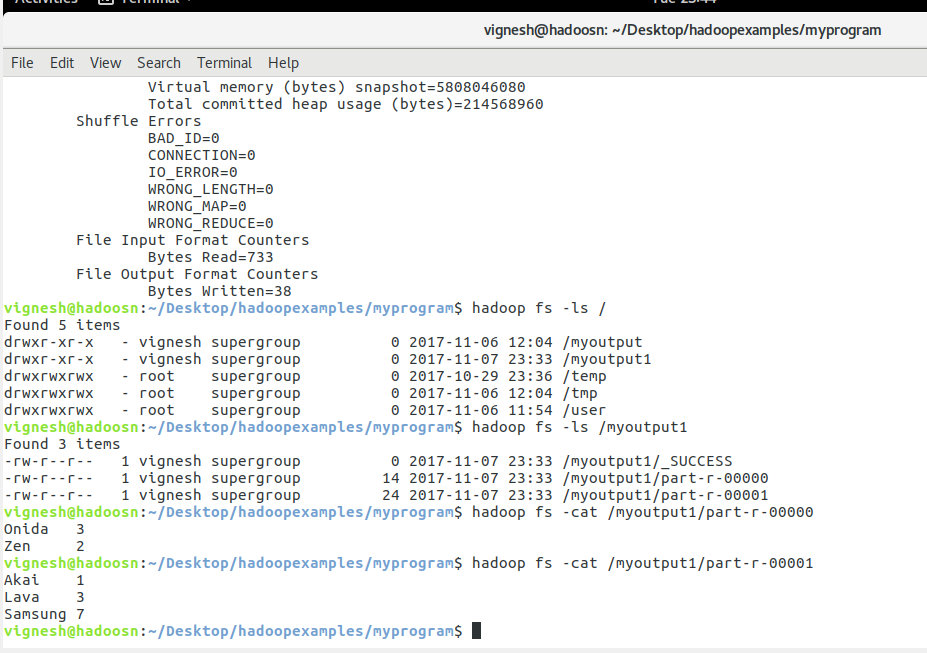 Activities Terminal Tue 23:44
vignesh@hadoosn: ~/Desktop/hadoopexamples/myprogram
File Edit View Search Terminal Help
Virtual memory (bytes) snapshot=5808046080
Total committed heap usage (bytes)=214568960
Shuffle Errors
BAD_ID=0
CONNECTION=0
IO_ERROR=0
WRONG_LENGTH=0
WRONG_MAP=0
WRONG_REDUCE=0
File Input Format Counters
Bytes Read=733
File Output Format Counters
Bytes Written=38
vignesh@hadoosn:~/Desktop/hadoopexamples/myprogram$ hadoop fs -ls /
Found 5 items
drwxr-xr-x   - vignesh supergroup          0 2017-11-06 12:04 /myoutput
drwxr-xr-x   - vignesh supergroup          0 2017-11-07 23:33 /myoutput1
drwxrwxrwx   - root    supergroup          0 2017-10-29 23:36 /temp
drwxrwxrwx   - root    supergroup          0 2017-11-06 12:04 /tmp
drwxrwxrwx   - root    supergroup          0 2017-11-06 11:54 /user
vignesh@hadoosn:~/Desktop/hadoopexamples/myprogram$ hadoop fs -ls /myoutput1
Found 3 items
-rw-r--r--   1 vignesh supergroup          0 2017-11-07 23:33 /myoutput1/_SUCCESS
-rw-r--r--   1 vignesh supergroup         14 2017-11-07 23:33 /myoutput1/part-r-00000
-rw-r--r--   1 vignesh supergroup         24 2017-11-07 23:33 /myoutput1/part-r-00001
vignesh@hadoosn:~/Desktop/hadoopexamples/myprogram$ hadoop fs -cat /myoutput1/part-r-00000
Onida   3
Zen     2
vignesh@hadoosn:~/Desktop/hadoopexamples/myprogram$ hadoop fs -cat /myoutput1/part-r-00001
Akai    1
Lava    3
Samsung 7
vignesh@hadoosn:~/Desktop/hadoopexamples/myprogram$